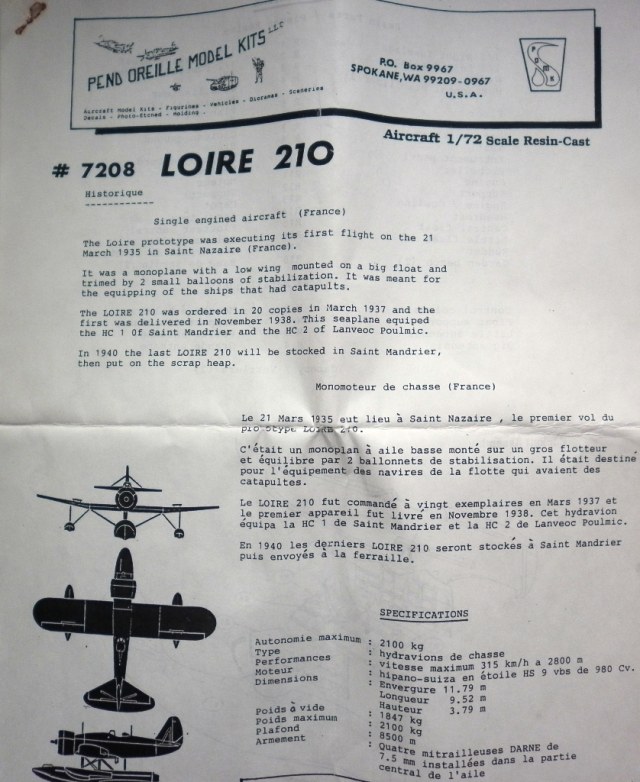 PEND OREILLE MODEL KITS LLC
Aircraft Model Kits - Figurines - Vehicles - Dioramas - Sceneries
Decals - Photo-Etched - Molding.
P.O. Box 9967
SPOKANE, WA 99209-0967
U.S.A.
Aircraft 1/72 Scale Resin-Cast
# 7208 LOIRE 210
Historique
Single engined aircraft (France)
The Loire prototype was executing its first flight on the 21
March 1935 in Saint Nazaire (France).
It was a monoplane with a low wing mounted on a big float and
trimed by 2 small balloons of stabilization. It was meant for
the equipping of the ships that had catapults.
The LOIRE 210 was ordered in 20 copies in March 1937 and the
first was delivered in November 1938. This seaplane equiped
the HC 1 Of Saint Mandrier and the HC 2 of Lanveoc Poulmic.
In 1940 the last LOIRE 210 will be stocked in Saint Mandrier,
then put on the scrap heap.
Monomoteur de chasse (France)
Le 21 Mars 1935 eut lieu à Saint Nazaire , le premier vol du
prototype LOIRE 210.
C'était un monoplan à aile basse monté sur un gros flotteur
et équilibre par 2 ballonnets de stabilisation. Il était destiné
pour l'équipement des navires de la flotte qui avaient des
catapultes.
Le LOIRE 210 fut commandé à vingt exemplaires en Mars 1937 et
le premier appareil fut livré en Novembre 1938. Cet hydravion
équipa la HC 1 de Saint Mandrier et la HC 2 de Lanveoc Poulmic.
En 1940 les derniers LOIRE 210 seront stockés à Saint Mandrier
puis envoyés à la ferraille.
SPECIFICATIONS
Autonomie maximum : 2100 kg
Type : hydravions de chasse
Performances : vitesse maximum 315 km/h a 2800 m
Moteur : hipano-suiza en étoile HS 9 vbs de 980 Cv.
Dimensions : Envergure 11.79 m
Longueur 9.52 m
Hauteur 3.79 m
Poids à vide : 1847 kg
Poids maximum : 2100 kg
Plafond : 8500 m
Armement : Quatre mitrailleuses DARNE de
7.5 mm installées dans la partie
central de l'aile